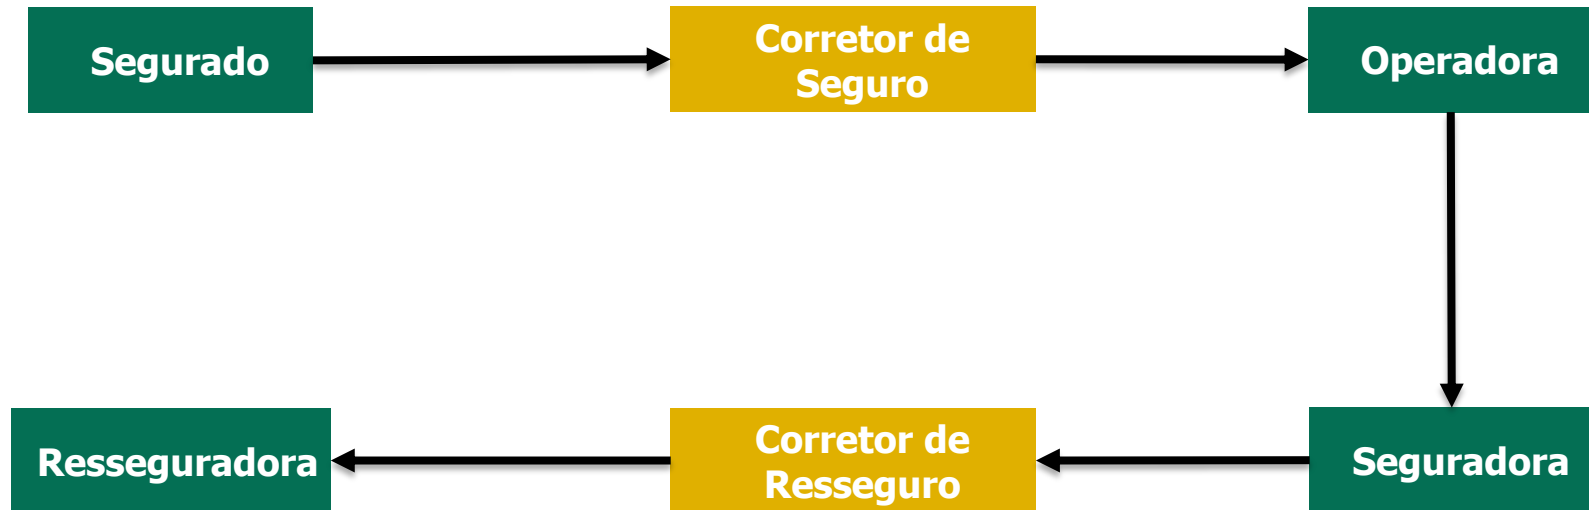 Segurado
Corretor de
Seguro
Operadora
Resseguradora
Corretor de
Resseguro
Seguradora